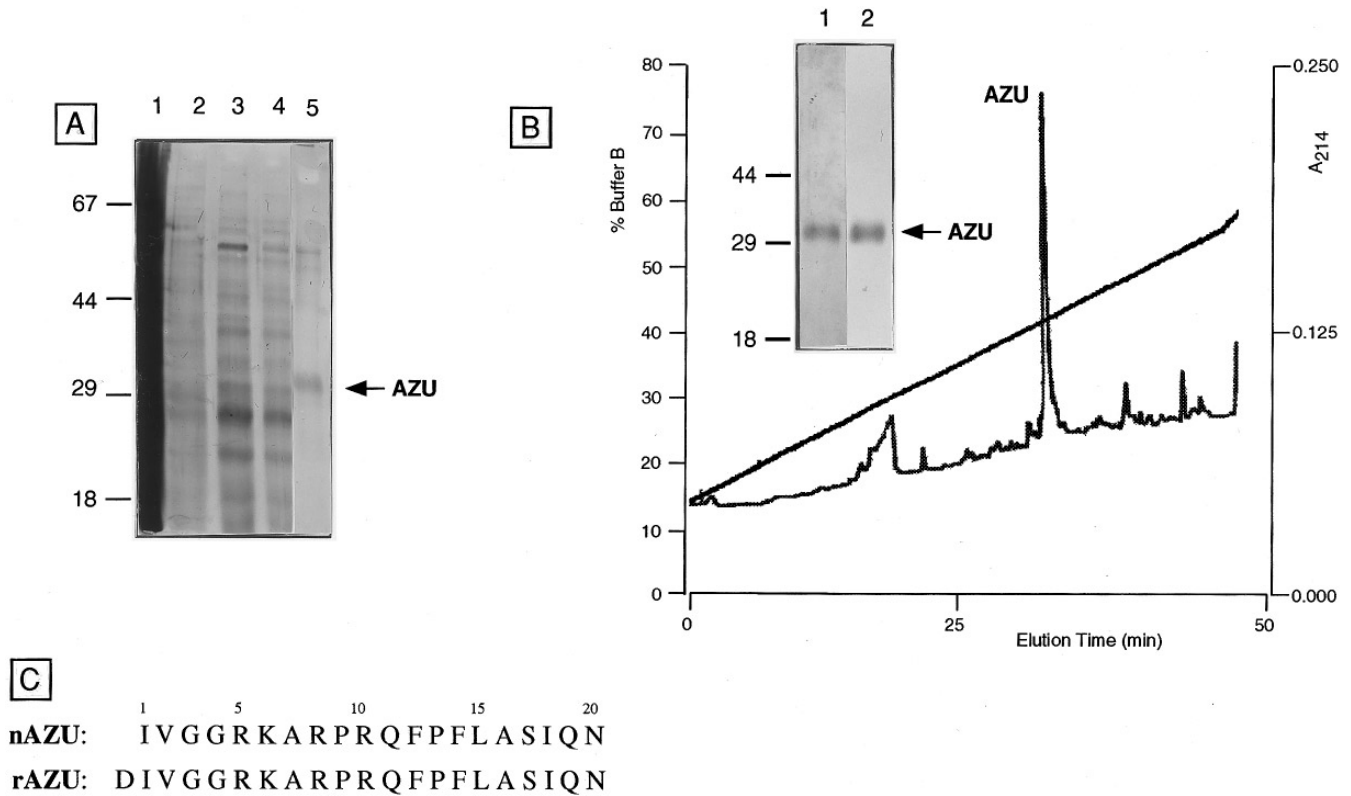 A
1 2 3 4 5
67
44
29
18
AZU
B
1 2
44
29
18
AZU
AZU
% Buffer B
80
70
60
50
40
30
20
10
0
0 25 50
Elution Time (min)
0.250
0.125
0.000
A214
C
1 5 10 15 20
nAZU: I V G G R K A R P R Q F P F L A S I Q N
rAZU: D I V G G R K A R P R Q F P F L A S I Q N